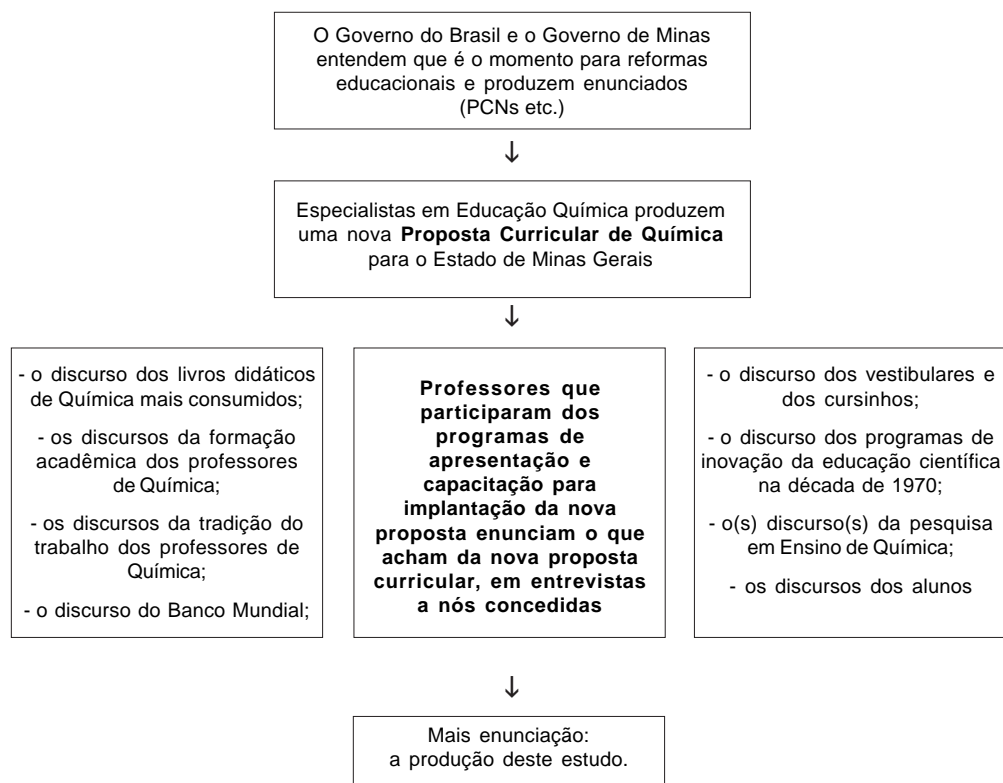 O Governo do Brasil e o Governo de Minas
entendem que é o momento para reformas
educacionais e produzem enunciados
(PCNs etc.)
↓
Especialistas em Educação Química produzem
uma nova Proposta Curricular de Química
para o Estado de Minas Gerais
↓
- o discurso dos livros didáticos
de Química mais consumidos;
- os discursos da formação
acadêmica dos professores
de Química;
- os discursos da tradição do
trabalho dos professores de
Química;
- o discurso do Banco Mundial;
Professores que
participaram dos
programas de
apresentação e
capacitação para
implantação da nova
proposta enunciam o que
acham da nova proposta
curricular, em entrevistas
a nós concedidas
- o discurso dos vestibulares e
dos cursinhos;
- o discurso dos programas de
inovação da educação científica
na década de 1970;
- o(s) discurso(s) da pesquisa
em Ensino de Química;
- os discursos dos alunos
↓
Mais enunciação:
a produção deste estudo.